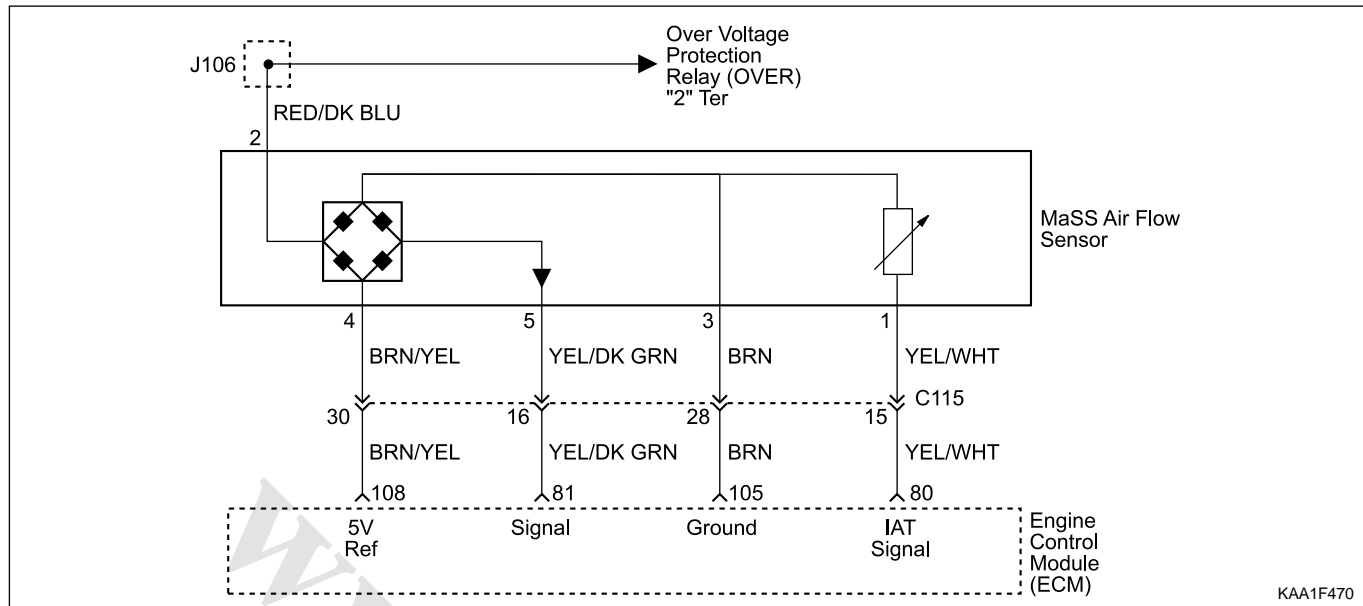 J106
Over Voltage
Protection
Relay (OVER)
"2" Ter
RED/DK BLU
2
MaSS Air Flow
Sensor
4
5
3
1
BRN/YEL
YEL/DK GRN
BRN
YEL/WHT
C115
30
16
28
15
BRN/YEL
YEL/DK GRN
BRN
YEL/WHT
108
81
105
80
5V
Ref
Signal
Ground
IAT
Signal
Engine
Control
Module
(ECM)
KAA1F470